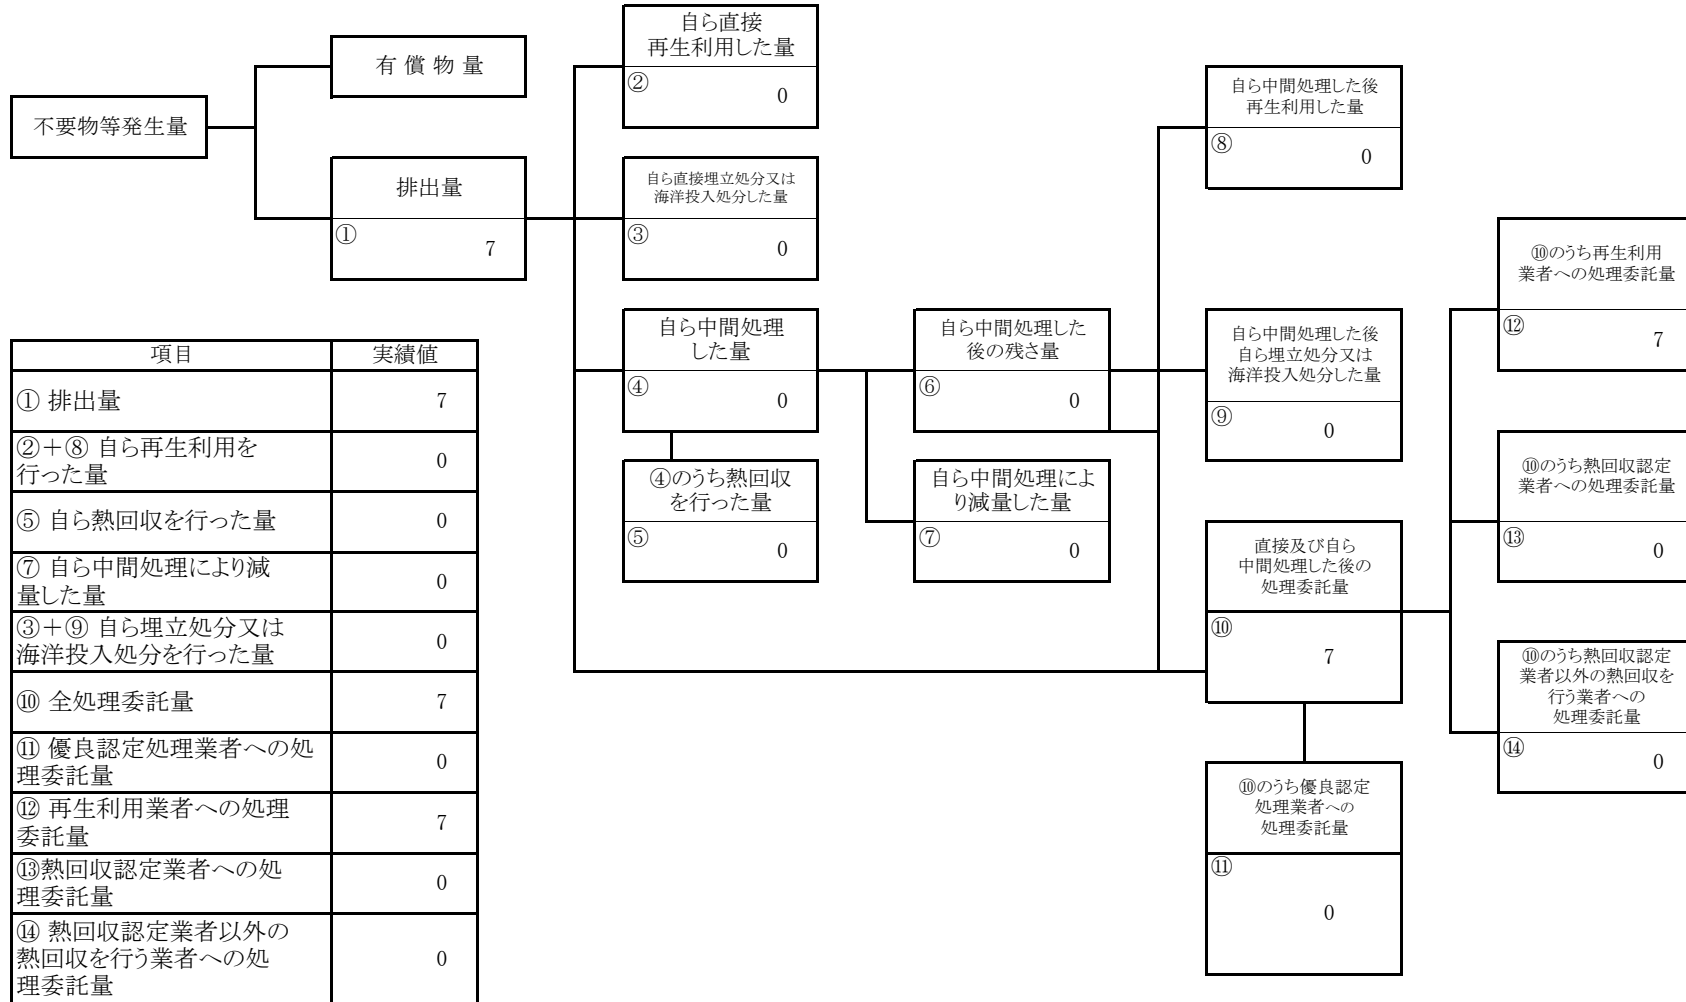 不要物等発生量
有 償 物 量
排出量
①
7
自ら直接
再生利用した量
②
0
自ら直接埋立処分又は
海洋投入処分した量
③
0
自ら中間処理
した量
④
0
④のうち熱回収
を行った量
⑤
0
自ら中間処理した
後の残さ量
⑥
0
自ら中間処理によ
り減量した量
⑦
0
自ら中間処理した後
再生利用した量
⑧
0
自ら中間処理した後
自ら埋立処分又は
海洋投入処分した量
⑨
0
直接及び自ら
中間処理した後の
処理委託量
⑩
7
⑩のうち優良認定
処理業者への
処理委託量
⑪
0
⑩のうち再生利用
業者への処理委託量
⑫
7
⑩のうち熱回収認定
業者への処理委託量
⑬
0
⑩のうち熱回収認定
業者以外の熱回収を
行う業者への
処理委託量
⑭
0
項目 実績値
① 排出量 7
②+⑧ 自ら再生利用を
行った量 0
⑤ 自ら熱回収を行った量 0
⑦ 自ら中間処理により減
量した量 0
③+⑨ 自ら埋立処分又は
海洋投入処分を行った量 0
⑩ 全処理委託量 7
⑪ 優良認定処理業者への処
理委託量 0
⑫ 再生利用業者への処理
委託量 7
⑬熱回収認定業者への処
理委託量 0
⑭ 熱回収認定業者以外の
熱回収を行う業者への処
理委託量 0